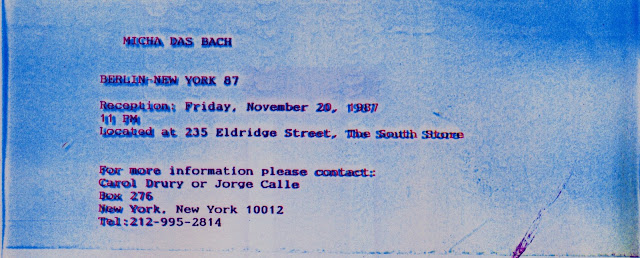 MICHA DAS BACH
BERLIN-NEW YORK 87
Reception: Friday, November 20, 1987
11 PM
Located at 235 Eldridge Street, The South Store
For more information please contact:
Carol Drury or Jorge Calle
Box 276
New York, New York 10012
Tel:212-995-2814